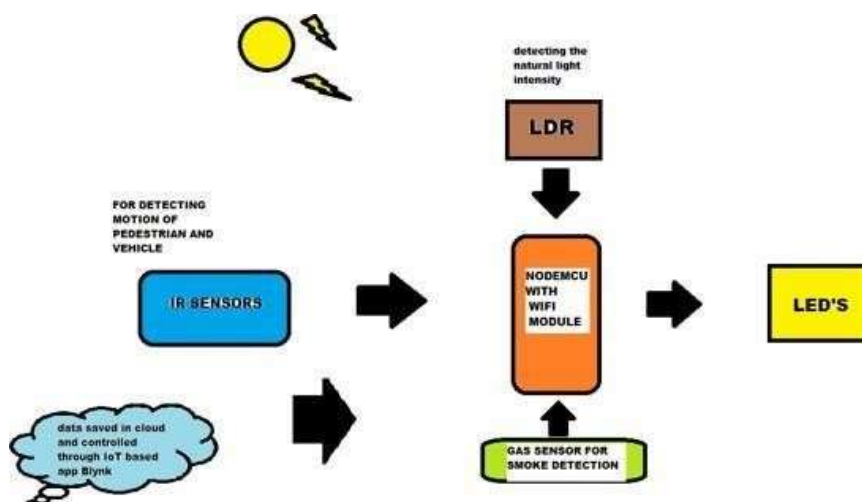 detecting the
natural light
intensity
LDR
FOR DETECTING
MOTION OF
PEDESTRIAN AND
VEHICLE
IR SENSORS
NODEMCU
WITH
WIFI
MODULE
LED'S
data saved in cloud
and controlled
through IoT based
app Blynk
GAS SENSOR FOR
SMOKE DETECTION